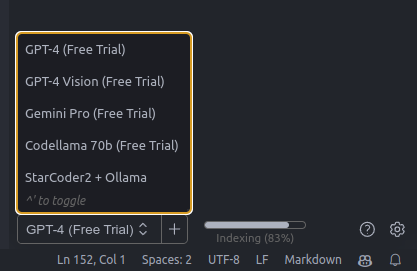 GPT-4 (Free Trial)
GPT-4 Vision (Free Trial)
Gemini Pro (Free Trial)
Codellama 70b (Free Trial)
StarCoder2 + Ollama
^' to toggle
GPT-4 (Free Trial) +
Indexing (83%)
Ln 152, Col 1 Spaces: 2 UTF-8 LF Markdown